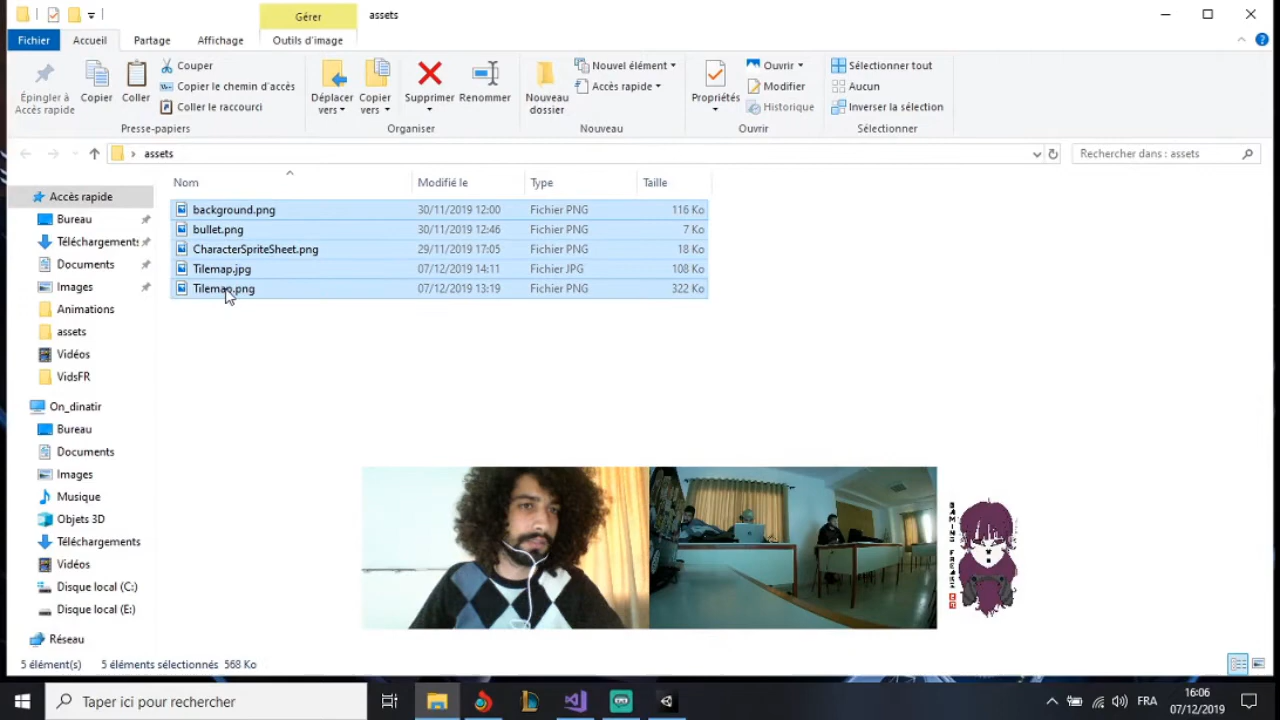 Gérer assets
Fichier Accueil Partage Affichage Outils d'image
Épingler à Accès rapide
Copier
Coller
Couper
Copier le chemin d'accès
Coller le raccourci
Presse-papiers
Déplacer vers
Copier vers
Supprimer
Renommer
Organiser
Nouveau dossier
Nouvel élément
Accès rapide
Nouveau
Propriétés
Ouvrir
Modifier
Historique
Ouvrir
Sélectionner tout
Aucun
Inverser la sélection
Sélectionner
assets Rechercher dans : assets
Nom Modifié le Type Taille
background.png 30/11/2019 12:00 Fichier PNG 116 Ko
bullet.png 30/11/2019 12:46 Fichier PNG 7 Ko
CharacterSpriteSheet.png 29/11/2019 17:05 Fichier PNG 18 Ko
Tilemap.jpg 07/12/2019 14:11 Fichier JPG 108 Ko
Tilemap.png 07/12/2019 13:19 Fichier PNG 322 Ko
Accès rapide
Bureau
Téléchargements
Documents
Images
Animations
assets
Vidéos
VidsFR
On_dinatir
Bureau
Documents
Images
Musique
Objets 3D
Téléchargements
Vidéos
Disque local (C:)
Disque local (E:)
Réseau
GAMING FREAKS
5 élément(s) 5 éléments sélectionnés 568 Ko
Taper ici pour rechercher
FRA
16:06
07/12/2019